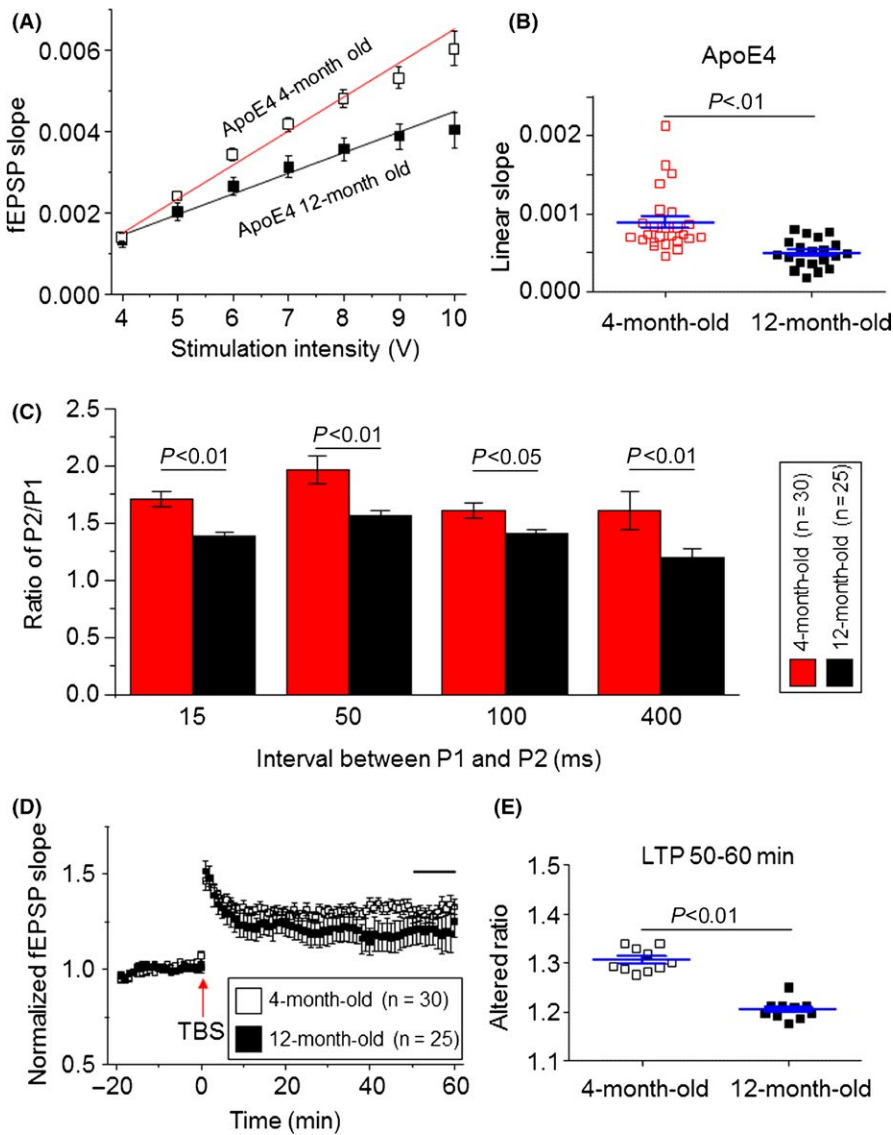 (A)
0.006
0.004
0.002
0.000
fEPSP slope
ApoE4 4-month old
ApoE4 12-month old
4 5 6 7 8 9 10
Stimulation intensity (V)
(B)
ApoE4
P<.01
0.002
0.001
0.000
Linear slope
4-month-old 12-month-old
(C)
2.5
2.0
1.5
1.0
0.5
0.0
Ratio of P2/P1
P<0.01
P<0.01
P<0.05
P<0.01
15 50 100 400
Interval between P1 and P2 (ms)
4-month-old (n = 30)
12-month-old (n = 25)
(D)
1.5
1.0
0.5
Normalized fEPSP slope
TBS
4-month-old (n = 30)
12-month-old (n = 25)
−20 0 20 40 60
Time (min)
(E)
LTP 50-60 min
P<0.01
1.5
1.4
1.3
1.2
1.1
Altered ratio
4-month-old 12-month-old